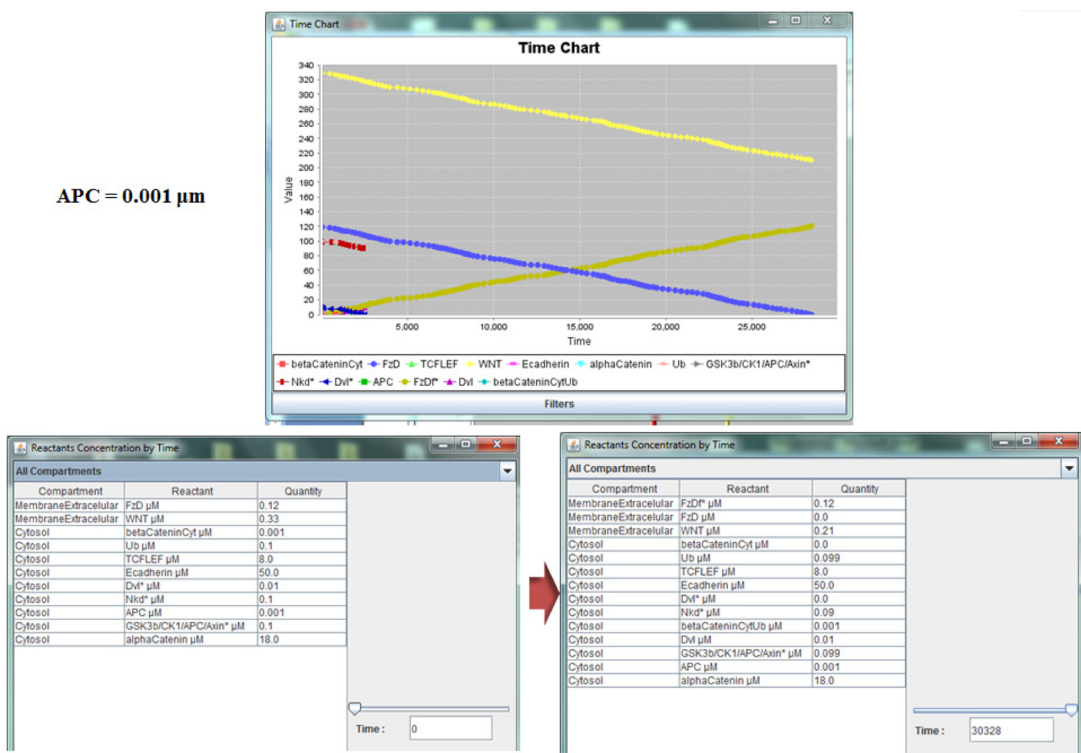 Time Chart
Time Chart
340
320
300
280
260
240
220
200
180
160
140
120
100
80
60
40
20
0
Value
5,000 10,000 15,000 20,000 25,000
Time
APC = 0.001 µm
betaCateninCyt FzD TCFLEF WNT Ecadherin alphaCatenin Ub GSK3b/CK1/APC/Axin*
Nkd* Dvl* APC FzDf* Dvl betaCateninCytUb
Filters
Reactants Concentration by Time
All Compartments
Compartment Reactant Quantity
MembraneExtracelular FzD µM 0.12
MembraneExtracelular WNT µM 0.33
Cytosol betaCateninCyt µM 0.001
Cytosol Ub µM 0.1
Cytosol TCFLEF µM 8.0
Cytosol Ecadherin µM 50.0
Cytosol Dvl* µM 0.01
Cytosol Nkd* µM 0.1
Cytosol APC µM 0.001
Cytosol GSK3b/CK1/APC/Axin* µM 0.1
Cytosol alphaCatenin µM 18.0
Time : 0
Reactants Concentration by Time
All Compartments
Compartment Reactant Quantity
MembraneExtracelular FzDf* µM 0.12
MembraneExtracelular FzD µM 0.0
MembraneExtracelular WNT µM 0.21
Cytosol betaCateninCyt µM 0.0
Cytosol Ub µM 0.099
Cytosol TCFLEF µM 8.0
Cytosol Ecadherin µM 50.0
Cytosol Dvl* µM 0.0
Cytosol Nkd* µM 0.09
Cytosol betaCateninCytUb µM 0.001
Cytosol Dvl µM 0.01
Cytosol GSK3b/CK1/APC/Axin* µM 0.099
Cytosol APC µM 0.001
Cytosol alphaCatenin µM 18.0
Time : 30328